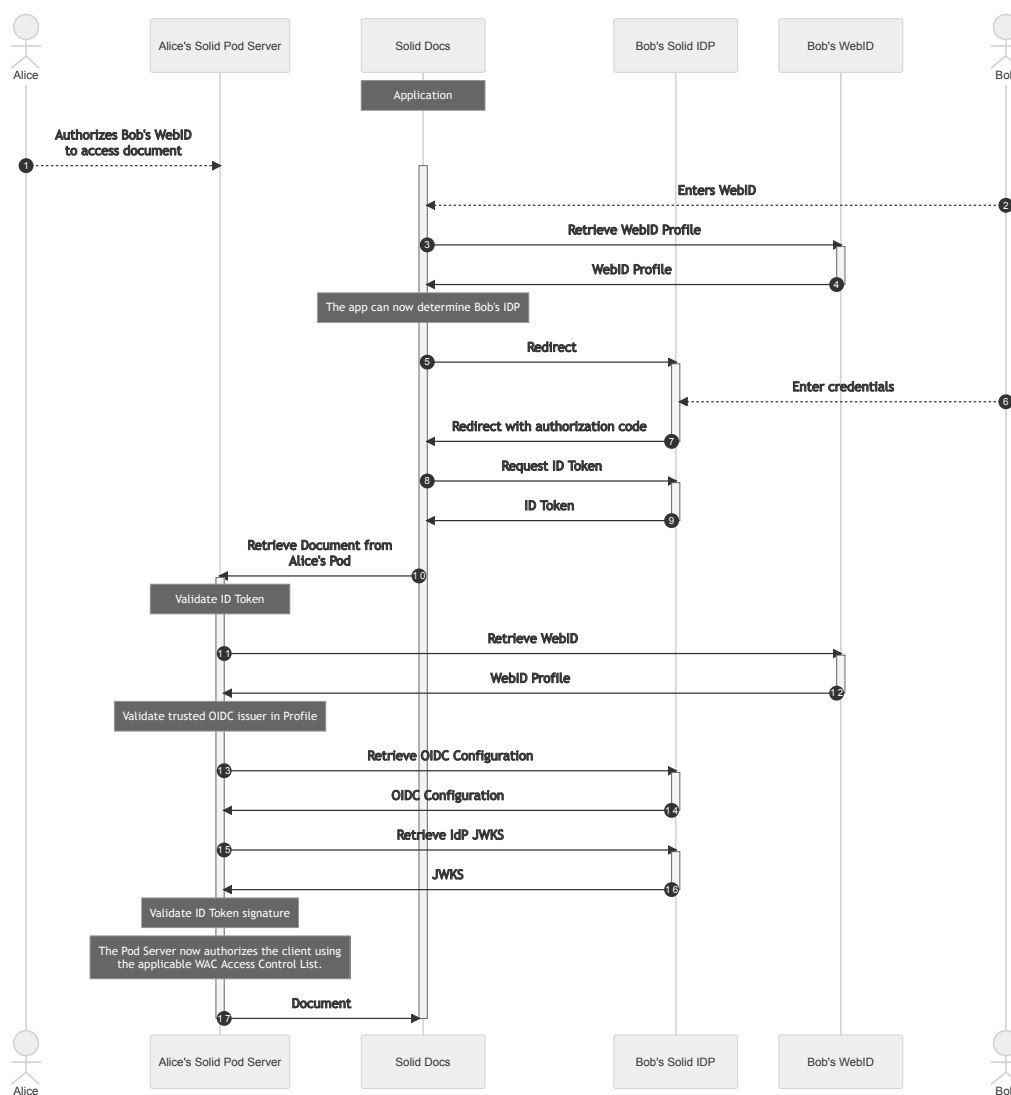 Alice
Alice's Solid Pod Server
Solid Docs
Bob's Solid IDP
Bob's WebID
Bo
Application
Authorizes Bob's WebID
to access document
1
Enters WebID
2
Retrieve WebID Profile
3
WebID Profile
4
The app can now determine Bob's IDP
Redirect
5
Enter credentials
6
Redirect with authorization code
7
Request ID Token
8
ID Token
9
Retrieve Document from
Alice's Pod
10
Validate ID Token
Retrieve WebID
11
WebID Profile
12
Validate trusted OIDC issuer in Profile
Retrieve OIDC Configuration
13
OIDC Configuration
14
Retrieve IdP JWKS
15
JWKS
16
Validate ID Token signature
The Pod Server now authorizes the client using
the applicable WAC Access Control List.
Document
17
Alice's Solid Pod Server
Solid Docs
Bob's Solid IDP
Bob's WebID
Alice
Bo